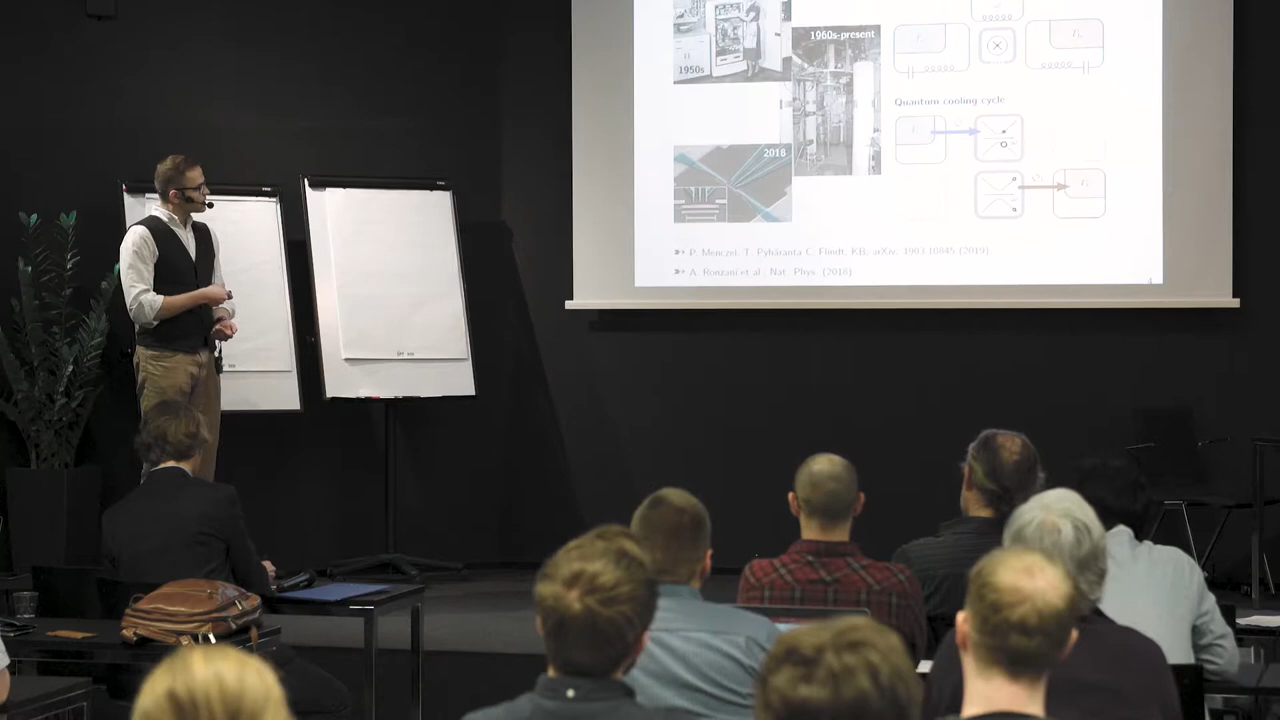 1950s
1960s-present
2018
Quantum cooling cycle
➳ P. Menczel, T. Pyhäranta C. Flindt, KB, arXiv, 1903.10845 (2019)
➳ A. Ronzani et al., Nat. Phys. (2018)